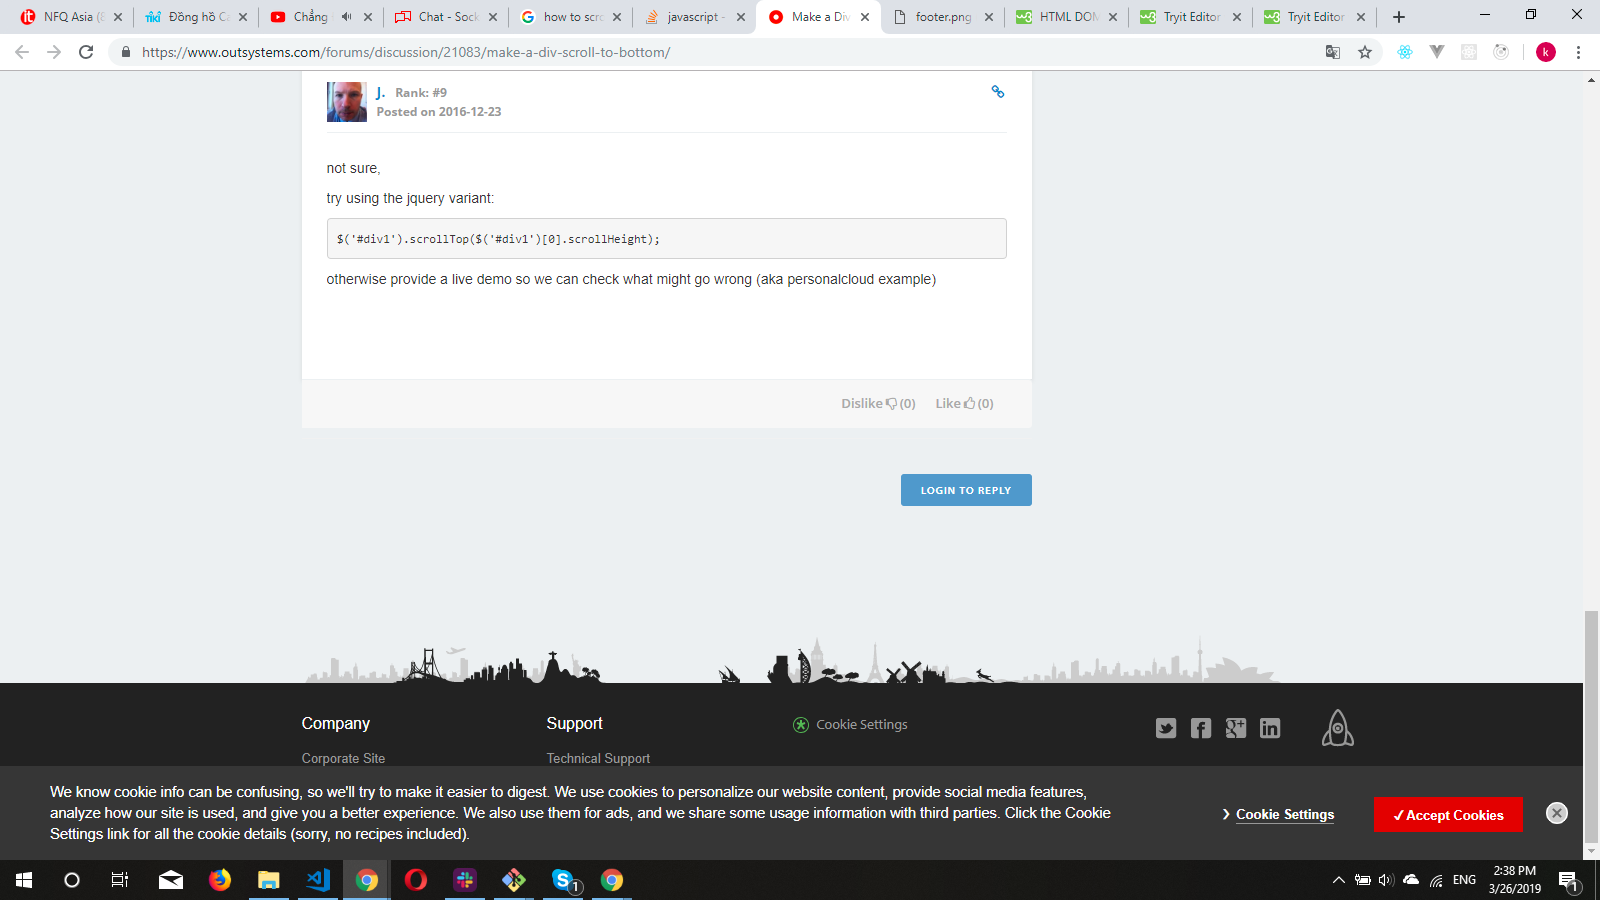 NFQ Asia (8
Đồng hồ Ca
Chẳng
Chat - Sock
how to scro
javascript -
Make a Div
footer.png
HTML DOM
Tryit Editor
Tryit Editor
https://www.outsystems.com/forums/discussion/21083/make-a-div-scroll-to-bottom/
k
J. Rank: #9
Posted on 2016-12-23
not sure,
try using the jquery variant:
$('#div1').scrollTop($('#div1')[0].scrollHeight);
otherwise provide a live demo so we can check what might go wrong (aka personalcloud example)
Dislike (0) Like (0)
LOGIN TO REPLY
Company
Support
Cookie Settings
Corporate Site
Technical Support
We know cookie info can be confusing, so we'll try to make it easier to digest. We use cookies to personalize our website content, provide social media features,
analyze how our site is used, and give you a better experience. We also use them for ads, and we share some usage information with third parties. Click the Cookie
Settings link for all the cookie details (sorry, no recipes included).
Cookie Settings
✓Accept Cookies
1
ENG
2:38 PM
3/26/2019
1